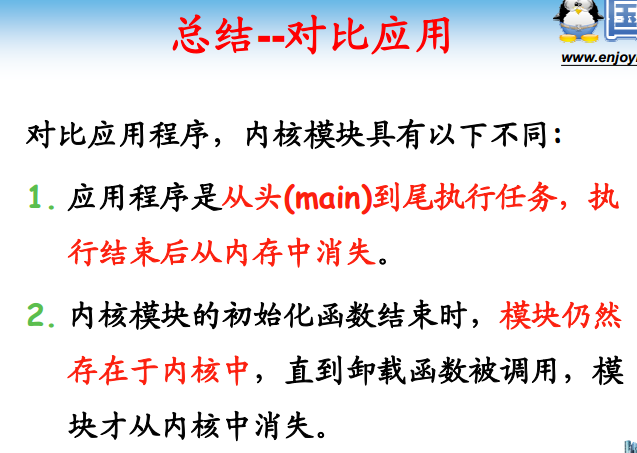 总结--对比应用
www.enjoy
对比应用程序，内核模块具有以下不同：
1. 应用程序是从头(main)到尾执行任务，执
行结束后从内存中消失。
2. 内核模块的初始化函数结束时，模块仍然
存在于内核中，直到卸载函数被调用，模
块才从内核中消失。